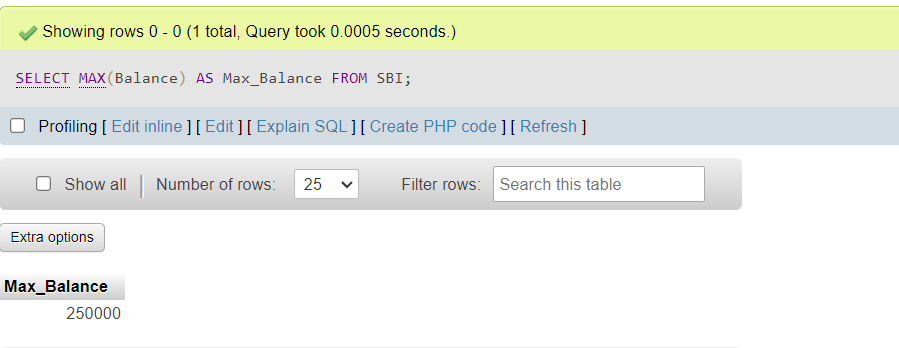 Showing rows 0 - 0 (1 total, Query took 0.0005 seconds.)
SELECT MAX(Balance) AS Max_Balance FROM SBI;
Profiling [ Edit inline ] [ Edit ] [ Explain SQL ] [ Create PHP code ] [ Refresh ]
Show all Number of rows: 25 Filter rows: Search this table
Extra options
Max_Balance
250000